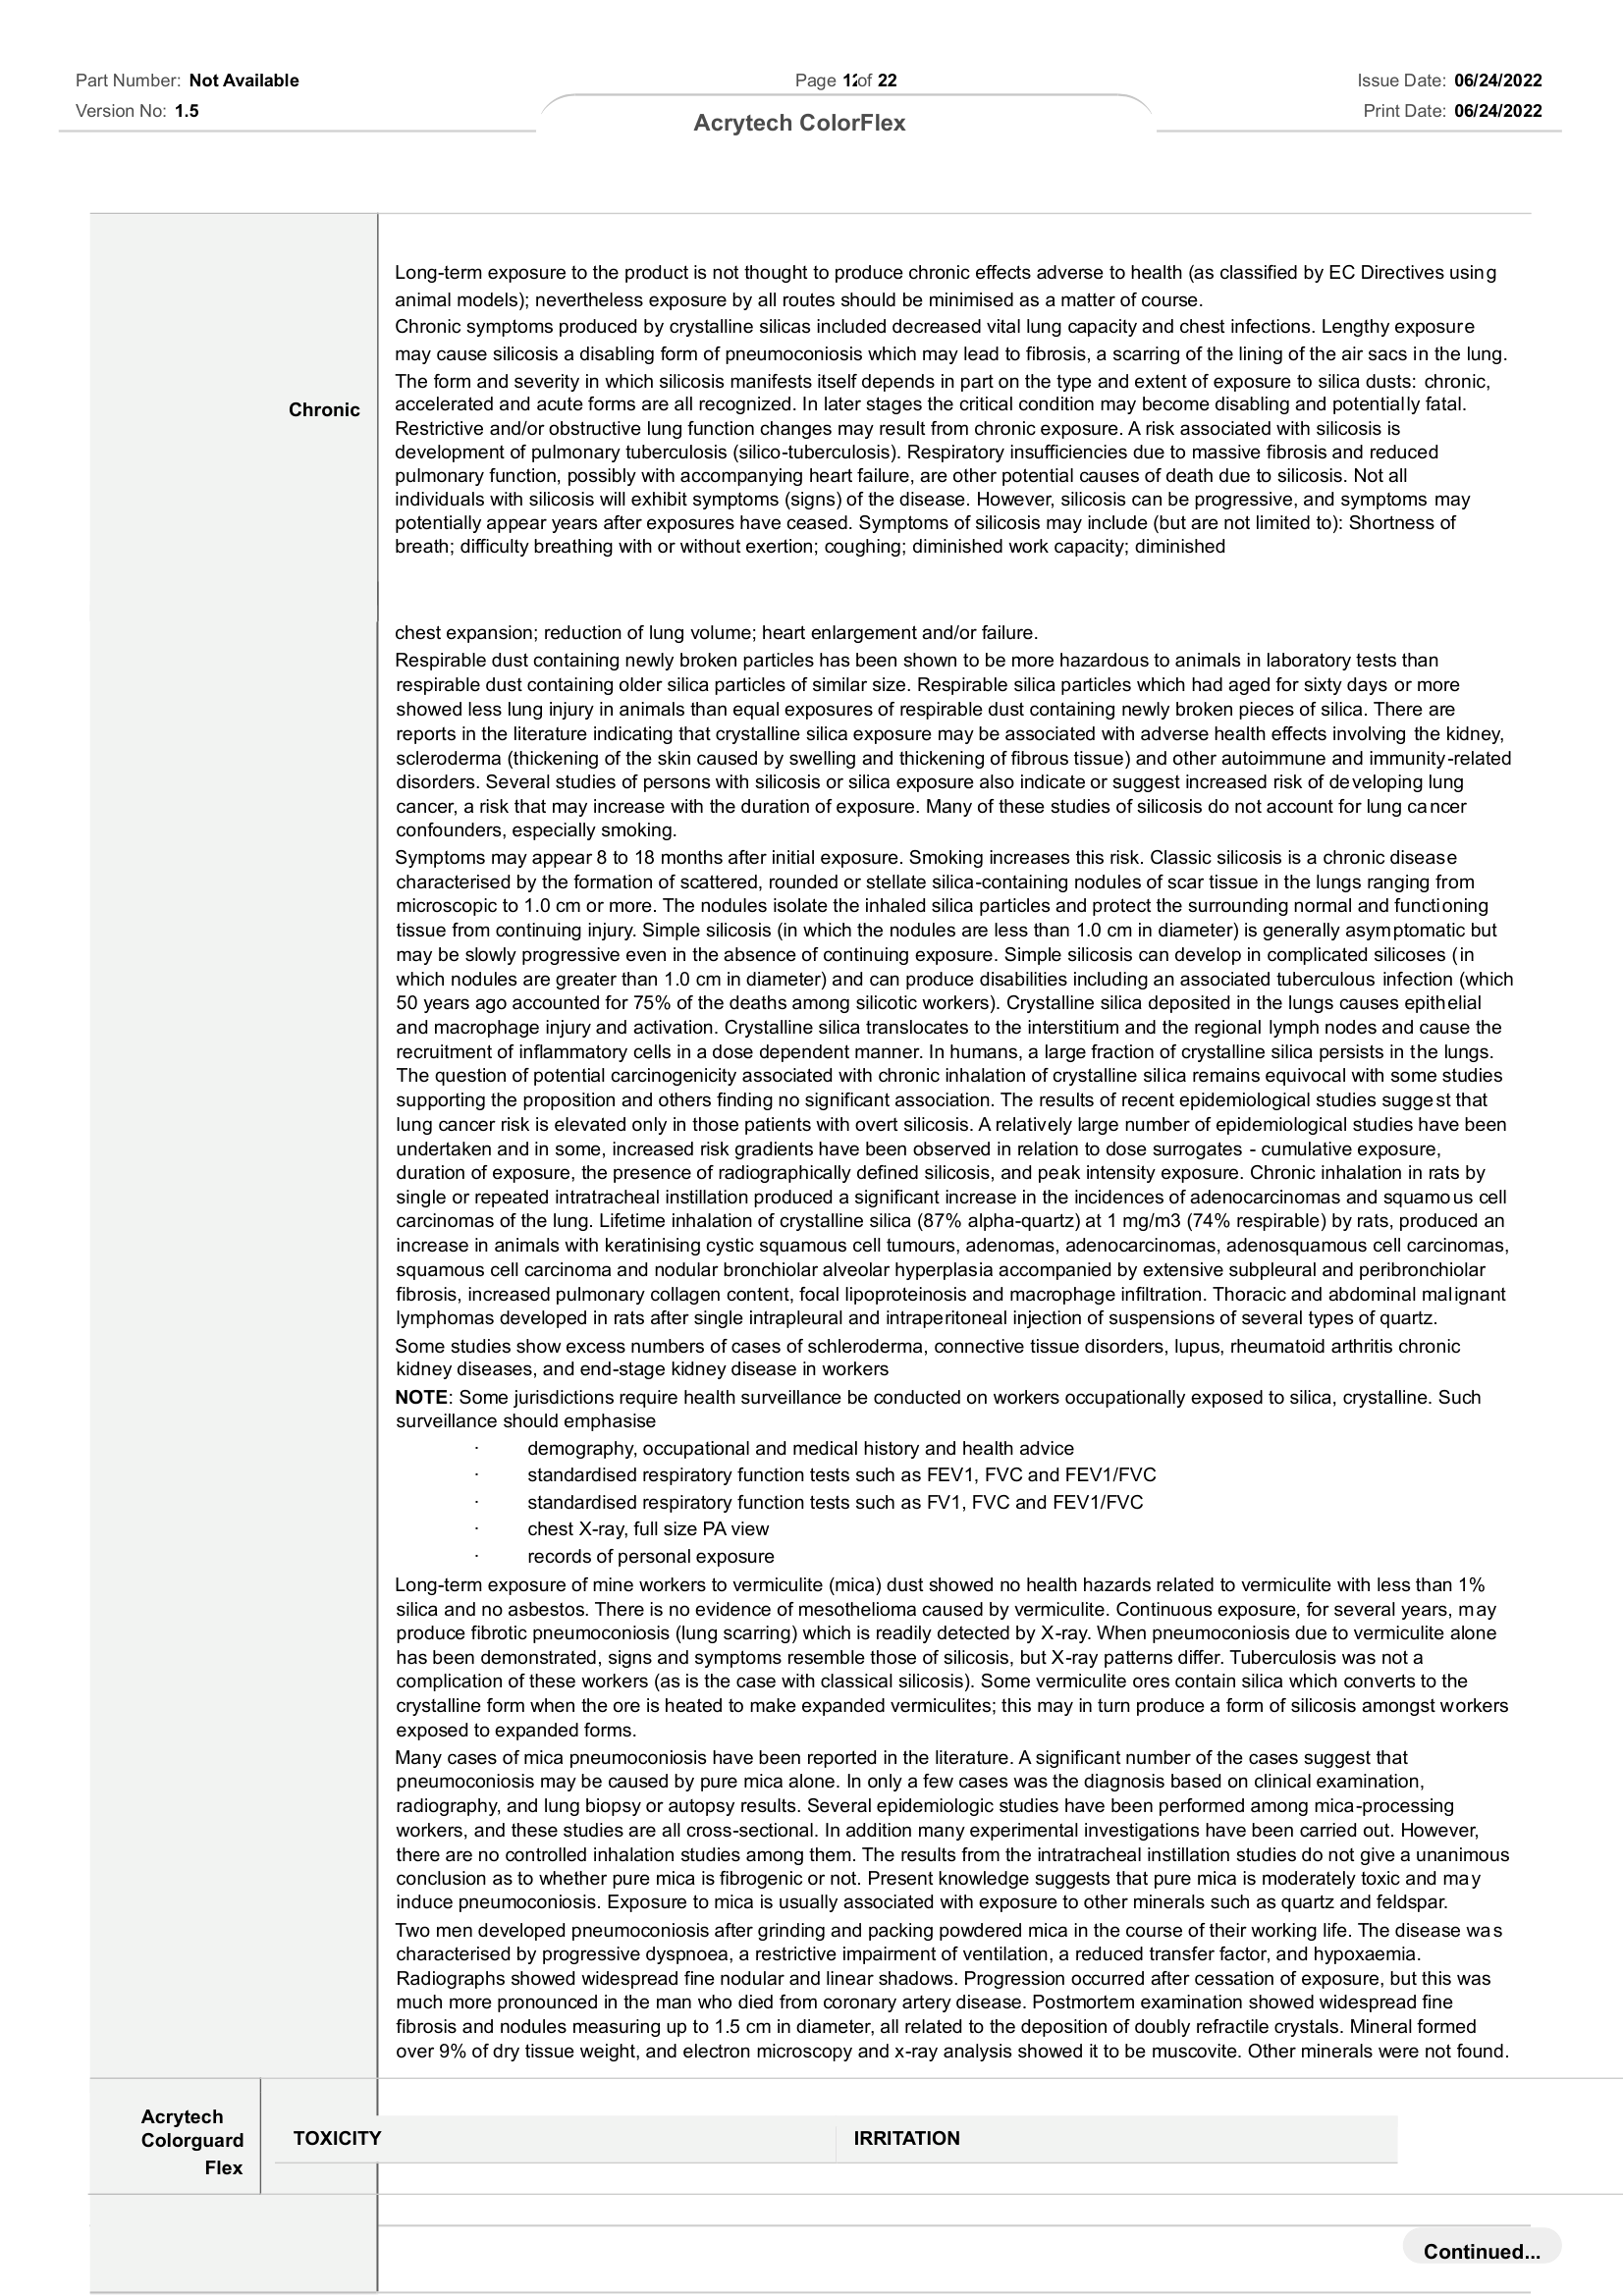 Part Number: Not Available
Page 12 of 22
Issue Date: 06/24/2022
Version No: 1.5
Print Date: 06/24/2022
Acrytech ColorFlex
Long-term exposure to the product is not thought to produce chronic effects adverse to health (as classified by EC Directives using
animal models); nevertheless exposure by all routes should be minimised as a matter of course.
Chronic symptoms produced by crystalline silicas included decreased vital lung capacity and chest infections. Lengthy exposure
may cause silicosis a disabling form of pneumoconiosis which may lead to fibrosis, a scarring of the lining of the air sacs in the lung.
The form and severity in which silicosis manifests itself depends in part on the type and extent of exposure to silica dusts: chronic,
Chronic
accelerated and acute forms are all recognized. In later stages the critical condition may become disabling and potentially fatal.
Restrictive and/or obstructive lung function changes may result from chronic exposure. A risk associated with silicosis is
development of pulmonary tuberculosis (silico-tuberculosis). Respiratory insufficiencies due to massive fibrosis and reduced
pulmonary function, possibly with accompanying heart failure, are other potential causes of death due to silicosis. Not all
individuals with silicosis will exhibit symptoms (signs) of the disease. However, silicosis can be progressive, and symptoms may
potentially appear years after exposures have ceased. Symptoms of silicosis may include (but are not limited to): Shortness of
breath; difficulty breathing with or without exertion; coughing; diminished work capacity; diminished
chest expansion; reduction of lung volume; heart enlargement and/or failure.
Respirable dust containing newly broken particles has been shown to be more hazardous to animals in laboratory tests than
respirable dust containing older silica particles of similar size. Respirable silica particles which had aged for sixty days or more
showed less lung injury in animals than equal exposures of respirable dust containing newly broken pieces of silica. There are
reports in the literature indicating that crystalline silica exposure may be associated with adverse health effects involving the kidney,
scleroderma (thickening of the skin caused by swelling and thickening of fibrous tissue) and other autoimmune and immunity-related
disorders. Several studies of persons with silicosis or silica exposure also indicate or suggest increased risk of developing lung
cancer, a risk that may increase with the duration of exposure. Many of these studies of silicosis do not account for lung cancer
confounders, especially smoking.
Symptoms may appear 8 to 18 months after initial exposure. Smoking increases this risk. Classic silicosis is a chronic disease
characterised by the formation of scattered, rounded or stellate silica-containing nodules of scar tissue in the lungs ranging from
microscopic to 1.0 cm or more. The nodules isolate the inhaled silica particles and protect the surrounding normal and functioning
tissue from continuing injury. Simple silicosis (in which the nodules are less than 1.0 cm in diameter) is generally asymptomatic but
may be slowly progressive even in the absence of continuing exposure. Simple silicosis can develop in complicated silicoses (in
which nodules are greater than 1.0 cm in diameter) and can produce disabilities including an associated tuberculous infection (which
50 years ago accounted for 75% of the deaths among silicotic workers). Crystalline silica deposited in the lungs causes epithelial
and macrophage injury and activation. Crystalline silica translocates to the interstitium and the regional lymph nodes and cause the
recruitment of inflammatory cells in a dose dependent manner. In humans, a large fraction of crystalline silica persists in the lungs.
The question of potential carcinogenicity associated with chronic inhalation of crystalline silica remains equivocal with some studies
supporting the proposition and others finding no significant association. The results of recent epidemiological studies suggest that
lung cancer risk is elevated only in those patients with overt silicosis. A relatively large number of epidemiological studies have been
undertaken and in some, increased risk gradients have been observed in relation to dose surrogates - cumulative exposure,
duration of exposure, the presence of radiographically defined silicosis, and peak intensity exposure. Chronic inhalation in rats by
single or repeated intratracheal instillation produced a significant increase in the incidences of adenocarcinomas and squamous cell
carcinomas of the lung. Lifetime inhalation of crystalline silica (87% alpha-quartz) at 1 mg/m3 (74% respirable) by rats, produced an
increase in animals with keratinising cystic squamous cell tumours, adenomas, adenocarcinomas, adenosquamous cell carcinomas,
squamous cell carcinoma and nodular bronchiolar alveolar hyperplasia accompanied by extensive subpleural and peribronchiolar
fibrosis, increased pulmonary collagen content, focal lipoproteinosis and macrophage infiltration. Thoracic and abdominal malignant
lymphomas developed in rats after single intrapleural and intraperitoneal injection of suspensions of several types of quartz.
Some studies show excess numbers of cases of schleroderma, connective tissue disorders, lupus, rheumatoid arthritis chronic
kidney diseases, and end-stage kidney disease in workers
NOTE: Some jurisdictions require health surveillance be conducted on workers occupationally exposed to silica, crystalline. Such
surveillance should emphasise
· demography, occupational and medical history and health advice
· standardised respiratory function tests such as FEV1, FVC and FEV1/FVC
· standardised respiratory function tests such as FV1, FVC and FEV1/FVC
· chest X-ray, full size PA view
· records of personal exposure
Long-term exposure of mine workers to vermiculite (mica) dust showed no health hazards related to vermiculite with less than 1%
silica and no asbestos. There is no evidence of mesothelioma caused by vermiculite. Continuous exposure, for several years, may
produce fibrotic pneumoconiosis (lung scarring) which is readily detected by X-ray. When pneumoconiosis due to vermiculite alone
has been demonstrated, signs and symptoms resemble those of silicosis, but X-ray patterns differ. Tuberculosis was not a
complication of these workers (as is the case with classical silicosis). Some vermiculite ores contain silica which converts to the
crystalline form when the ore is heated to make expanded vermiculites; this may in turn produce a form of silicosis amongst workers
exposed to expanded forms.
Many cases of mica pneumoconiosis have been reported in the literature. A significant number of the cases suggest that
pneumoconiosis may be caused by pure mica alone. In only a few cases was the diagnosis based on clinical examination,
radiography, and lung biopsy or autopsy results. Several epidemiologic studies have been performed among mica-processing
workers, and these studies are all cross-sectional. In addition many experimental investigations have been carried out. However,
there are no controlled inhalation studies among them. The results from the intratracheal instillation studies do not give a unanimous
conclusion as to whether pure mica is fibrogenic or not. Present knowledge suggests that pure mica is moderately toxic and may
induce pneumoconiosis. Exposure to mica is usually associated with exposure to other minerals such as quartz and feldspar.
Two men developed pneumoconiosis after grinding and packing powdered mica in the course of their working life. The disease was
characterised by progressive dyspnoea, a restrictive impairment of ventilation, a reduced transfer factor, and hypoxaemia.
Radiographs showed widespread fine nodular and linear shadows. Progression occurred after cessation of exposure, but this was
much more pronounced in the man who died from coronary artery disease. Postmortem examination showed widespread fine
fibrosis and nodules measuring up to 1.5 cm in diameter, all related to the deposition of doubly refractile crystals. Mineral formed
over 9% of dry tissue weight, and electron microscopy and x-ray analysis showed it to be muscovite. Other minerals were not found.
Acrytech
Colorguard
Flex
TOXICITY
IRRITATION
Continued...